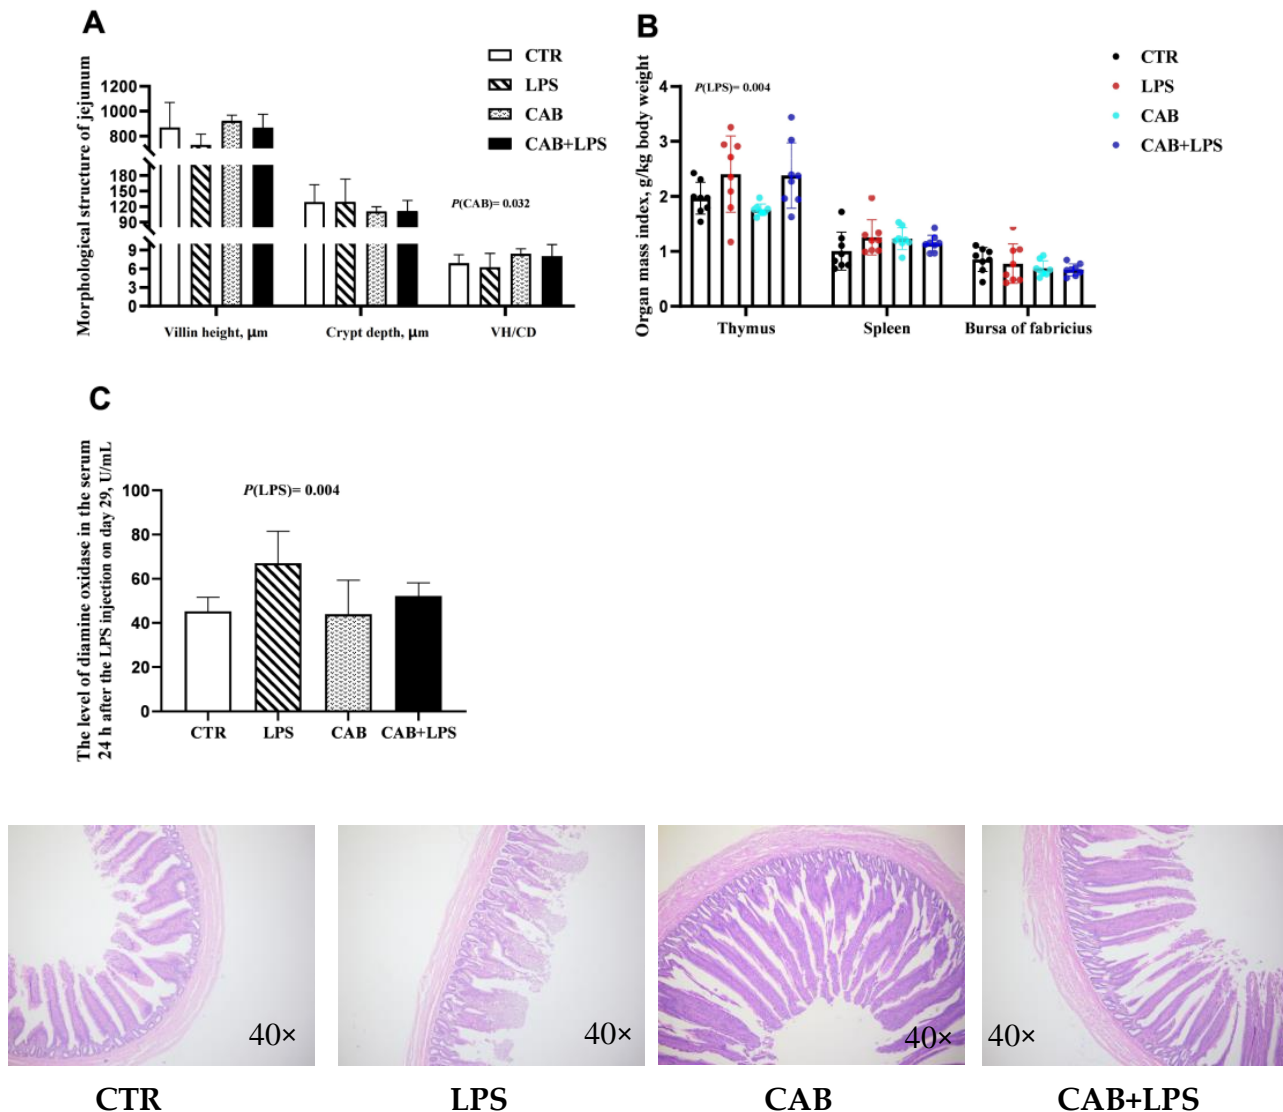 A
Morphological structure of jejunum
1200
1000
800
180
150
120
90
9
6
3
0
CTR
LPS
CAB
CAB+LPS
P(CAB)= 0.032
Villin height, μm
Crypt depth, μm
VH/CD
B
Organ mass index, g/kg body weight
4
3
2
1
0
P(LPS)= 0.004
CTR
LPS
CAB
CAB+LPS
Thymus
Spleen
Bursa of fabricius
C
The level of diamine oxidase in the serum
24 h after the LPS injection on day 29, U/mL
100
80
60
40
20
0
P(LPS)= 0.004
CTR
LPS
CAB
CAB+LPS
40×
40×
40×
40×
CTR
LPS
CAB
CAB+LPS